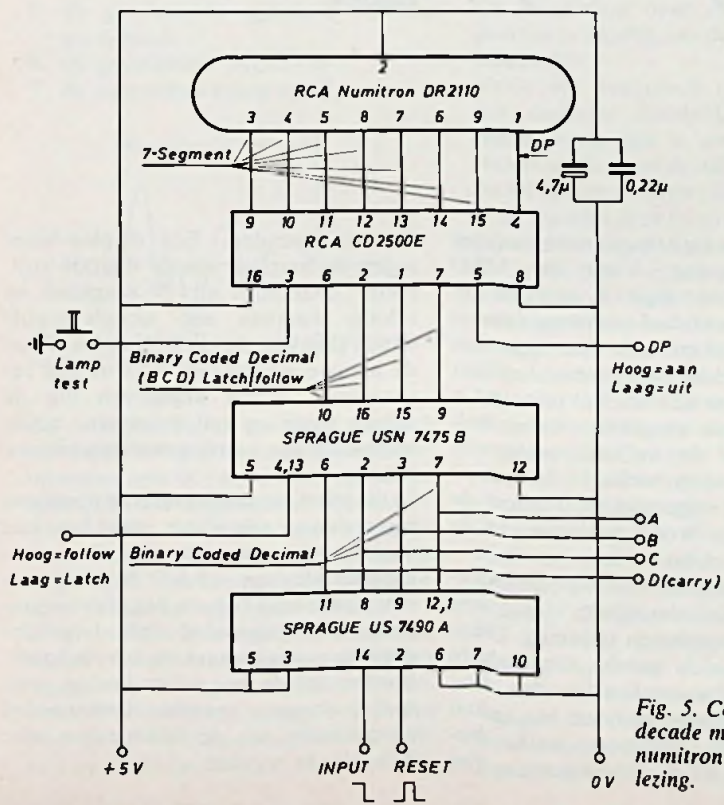 2
RCA Numitron DR2110
3 4 5 8 7 6 9 1
DP
7-Segment
4,7µ 0,22µ
9 10 11 12 13 14 15 4
RCA CD2500E
16 3 6 2 1 7 5 8
Lamp
test
DP
Hoog=aan
Laag=uit
Binary Coded Decimal
(BCD) Latch/follow
10 16 15 9
SPRAGUE USN 7475 B
5 4,13 6 2 3 7 12
A
B
C
D(carry)
Hoog=follow
Laag=Latch
Binary Coded Decimal
11 8 9 12,1
SPRAGUE US 7490 A
5 3 14 2 6 7 10
+5V
INPUT RESET
0V
Fig. 5. Co
decade m
numitron
lezing.